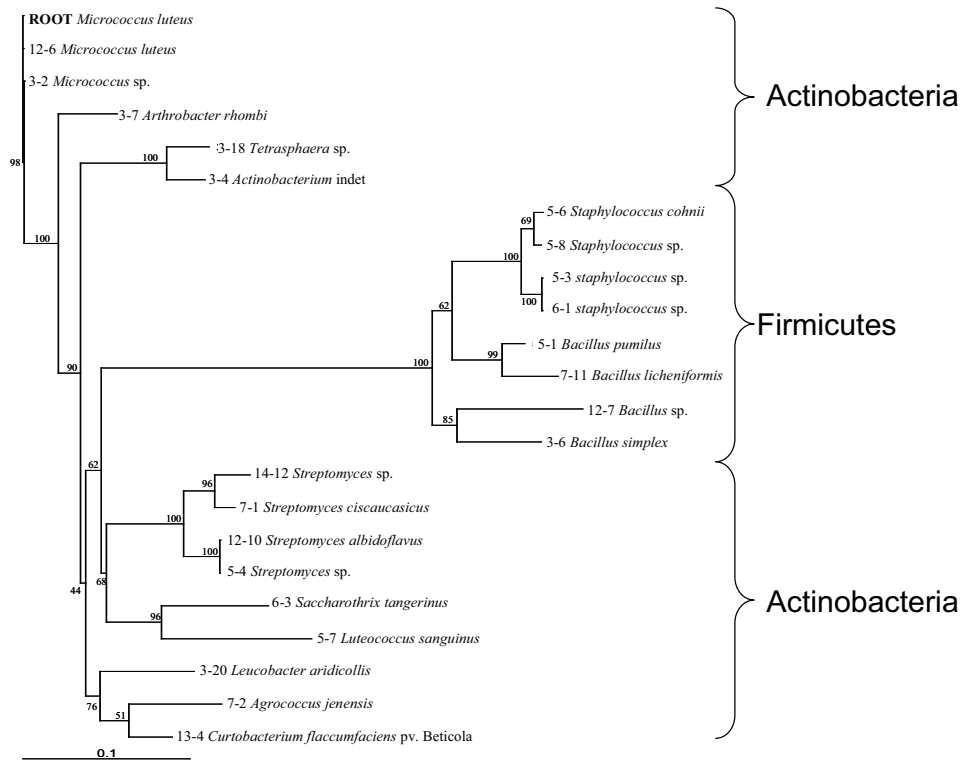 ROOT Micrococcus luteus
12-6 Micrococcus luteus
3-2 Micrococcus sp.
Actinobacteria
3-7 Arthrobacter rhombi
3-18 Tetrasphaera sp.
100
98
3-4 Actinobacterium indet
5-6 Staphylococcus cohnii
69
100
5-8 Staphylococcus sp.
100
5-3 staphylococcus sp.
100
6-1 staphylococcus sp.
62
Firmicutes
5-1 Bacillus pumilus
99
90
100
7-11 Bacillus licheniformis
12-7 Bacillus sp.
85
3-6 Bacillus simplex
62
14-12 Streptomyces sp.
96
7-1 Streptomyces ciscaucasicus
100
12-10 Streptomyces albidoflavus
100
5-4 Streptomyces sp.
68
44
6-3 Saccharothrix tangerinus
Actinobacteria
96
5-7 Luteococcus sanguinus
3-20 Leucobacter aridicollis
76
7-2 Agrococcus jenensis
51
13-4 Curtobacterium flaccumfaciens pv. Beticola
0.1